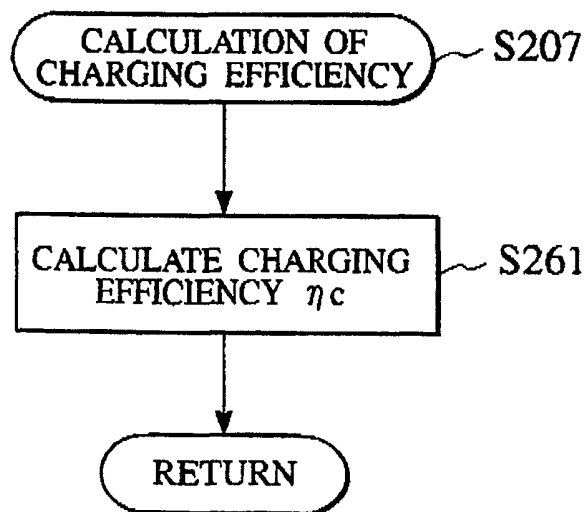 CALCULATION OF
CHARGING EFFICIENCY
S207
CALCULATE CHARGING
EFFICIENCY ηc
S261
RETURN